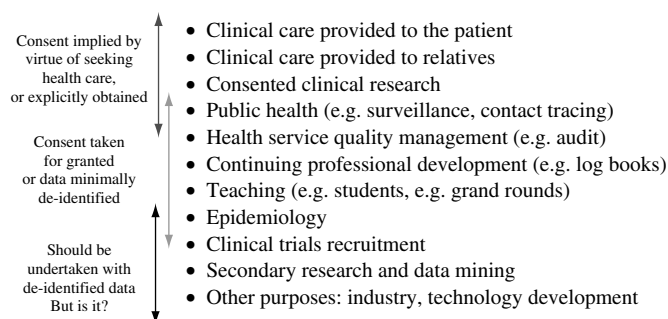 Consent implied by
virtue of seeking
health care,
or explicitly obtained
Consent taken
for granted
or data minimally
de-identified
Should be
undertaken with
de-identified data
But is it?
• Clinical care provided to the patient
• Clinical care provided to relatives
• Consented clinical research
• Public health (e.g. surveillance, contact tracing)
• Health service quality management (e.g. audit)
• Continuing professional development (e.g. log books)
• Teaching (e.g. students, e.g. grand rounds)
• Epidemiology
• Clinical trials recruitment
• Secondary research and data mining
• Other purposes: industry, technology development